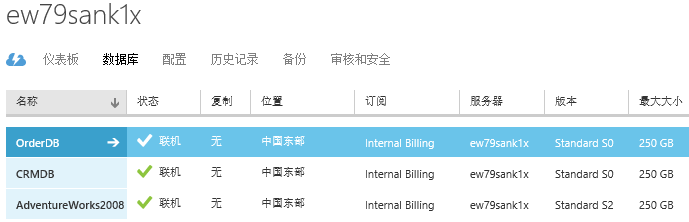 ew79sank1x
仪表板 数据库 配置 历史记录 备份 审核和安全
名称 状态 复制 位置 订阅 服务器 版本 最大大小
OrderDB 联机 无 中国东部 Internal Billing ew79sank1x Standard S0 250 GB
CRMDB 联机 无 中国东部 Internal Billing ew79sank1x Standard S0 250 GB
AdventureWorks2008 联机 无 中国东部 Internal Billing ew79sank1x Standard S2 250 GB